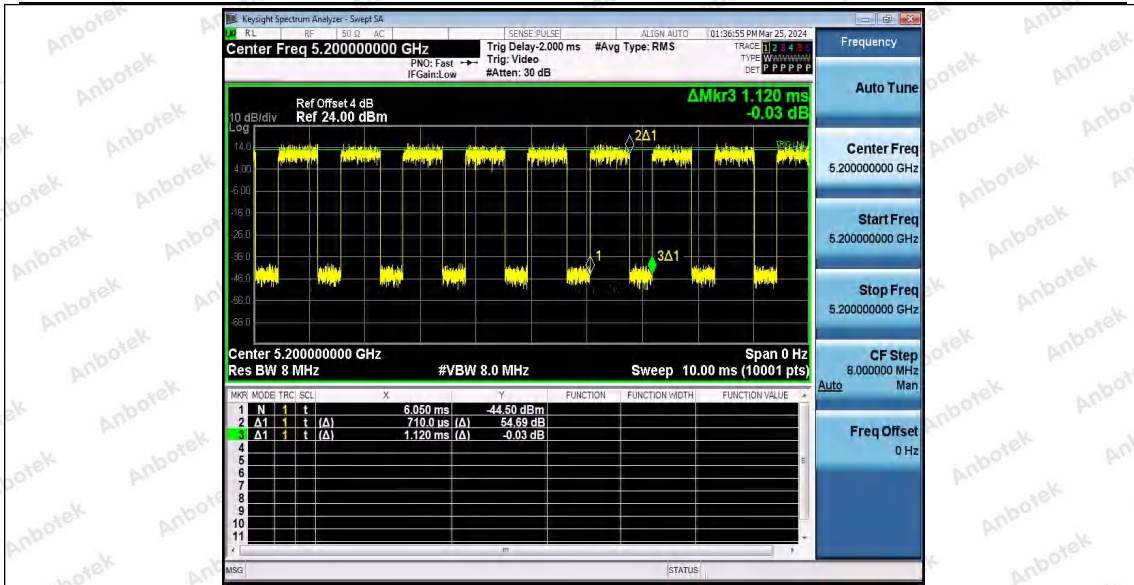 Keysight Spectrum Analyzer - Swept SA
RL RF 50 Ω AC SENSE:PULSE ALIGN AUTO 01:36:55 PM Mar 25, 2024
Center Freq 5.200000000 GHz
PNO: Fast
IFGain:Low
Trig Delay-2.000 ms
Trig: Video
#Atten: 30 dB
#Avg Type: RMS
TRACE 1 2 3 4 5 6
TYPE WWWWWW
DET P P P P P P
ΔMkr3 1.120 ms
-0.03 dB
Ref Offset 4 dB
10 dB/div Ref 24.00 dBm
Log
14.0
4.00
-6.00
-16.0
-26.0
-36.0
-46.0
-56.0
-66.0
2Δ1
TRIG LVL
1
3Δ1
Center 5.200000000 GHz
Span 0 Hz
Res BW 8 MHz
#VBW 8.0 MHz
Sweep 10.00 ms (10001 pts)
MKR MODE TRC SCL X Y FUNCTION FUNCTION WIDTH FUNCTION VALUE
1 N 1 t 6.050 ms -44.50 dBm
2 Δ1 1 t (Δ) 710.0 µs (Δ) 54.69 dB
3 Δ1 1 t (Δ) 1.120 ms (Δ) -0.03 dB
4
5
6
7
8
9
10
11
MSG
STATUS
Frequency
Auto Tune
Center Freq
5.200000000 GHz
Start Freq
5.200000000 GHz
Stop Freq
5.200000000 GHz
CF Step
8.000000 MHz
Auto Man
Freq Offset
0 Hz
Anbotek